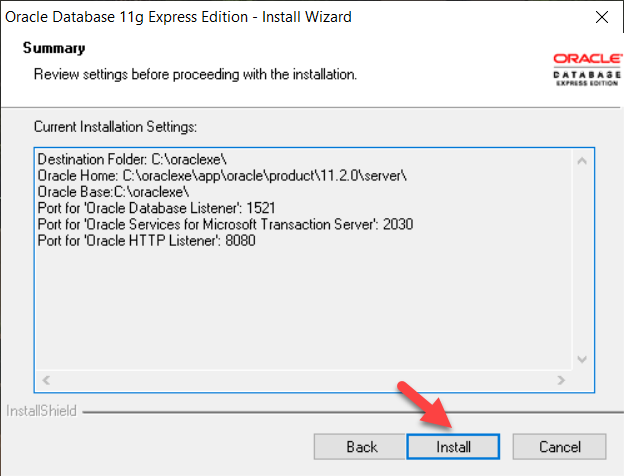 Oracle Database 11g Express Edition - Install Wizard
Summary
Review settings before proceeding with the installation.
ORACLE
DATABASE
EXPRESS EDITION
Current Installation Settings:
Destination Folder: C:\oraclexe\
Oracle Home: C:\oraclexe\app\oracle\product\11.2.0\server\
Oracle Base:C:\oraclexe\
Port for 'Oracle Database Listener': 1521
Port for 'Oracle Services for Microsoft Transaction Server': 2030
Port for 'Oracle HTTP Listener': 8080
InstallShield
Back
Install
Cancel